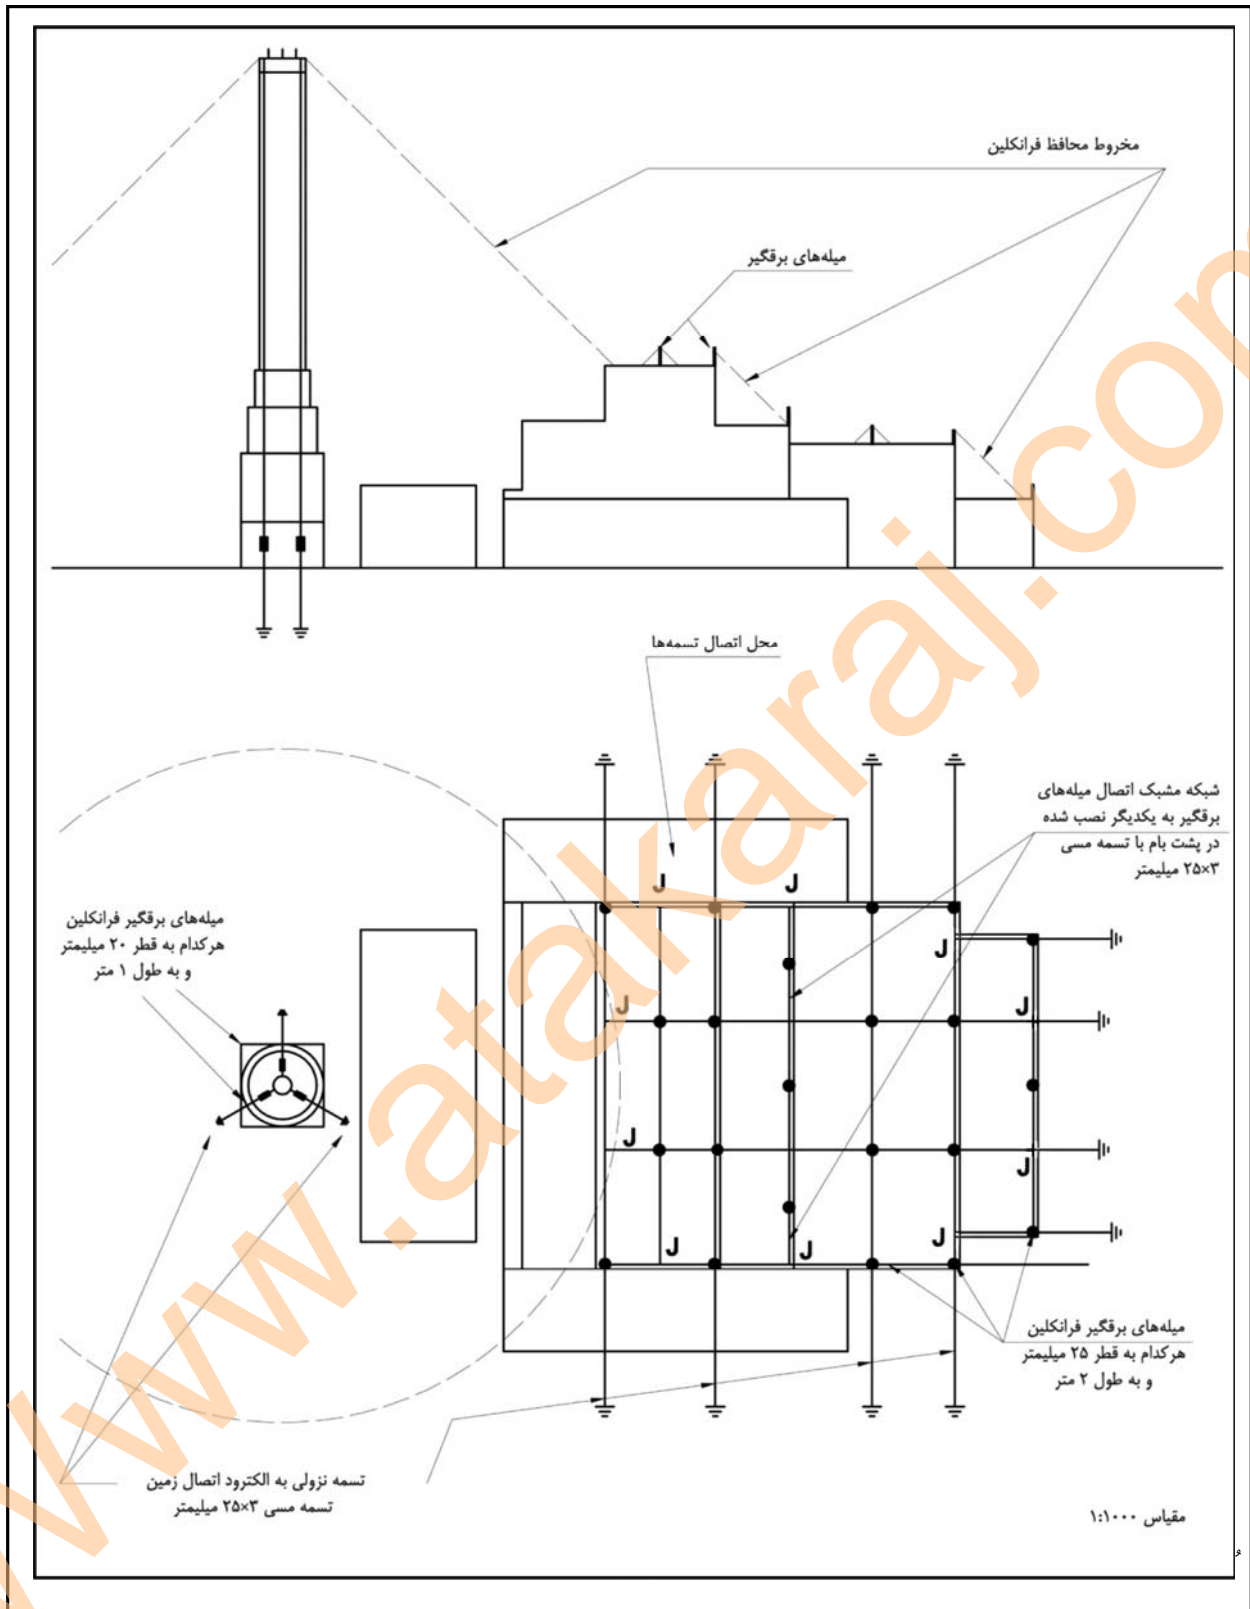 مخروط محافظ فرانکلین
میله‌های برقگیر
محل اتصال تسمه‌ها
شبکه مشبک اتصال میله‌های
برقگیر به یکدیگر نصب شده
در پشت بام با تسمه مسی
۲۵×۳ میلیمتر
میله‌های برقگیر فرانکلین
هرکدام به قطر ۲۰ میلیمتر
و به طول ۱ متر
J
J
J
J
J
J
J
J
J
J
میله‌های برقگیر فرانکلین
هرکدام به قطر ۲۵ میلیمتر
و به طول ۲ متر
تسمه نزولی به الکترود اتصال زمین
تسمه مسی ۲۵×۳ میلیمتر
مقیاس ۱:۱۰۰۰
www.atakaraj.com